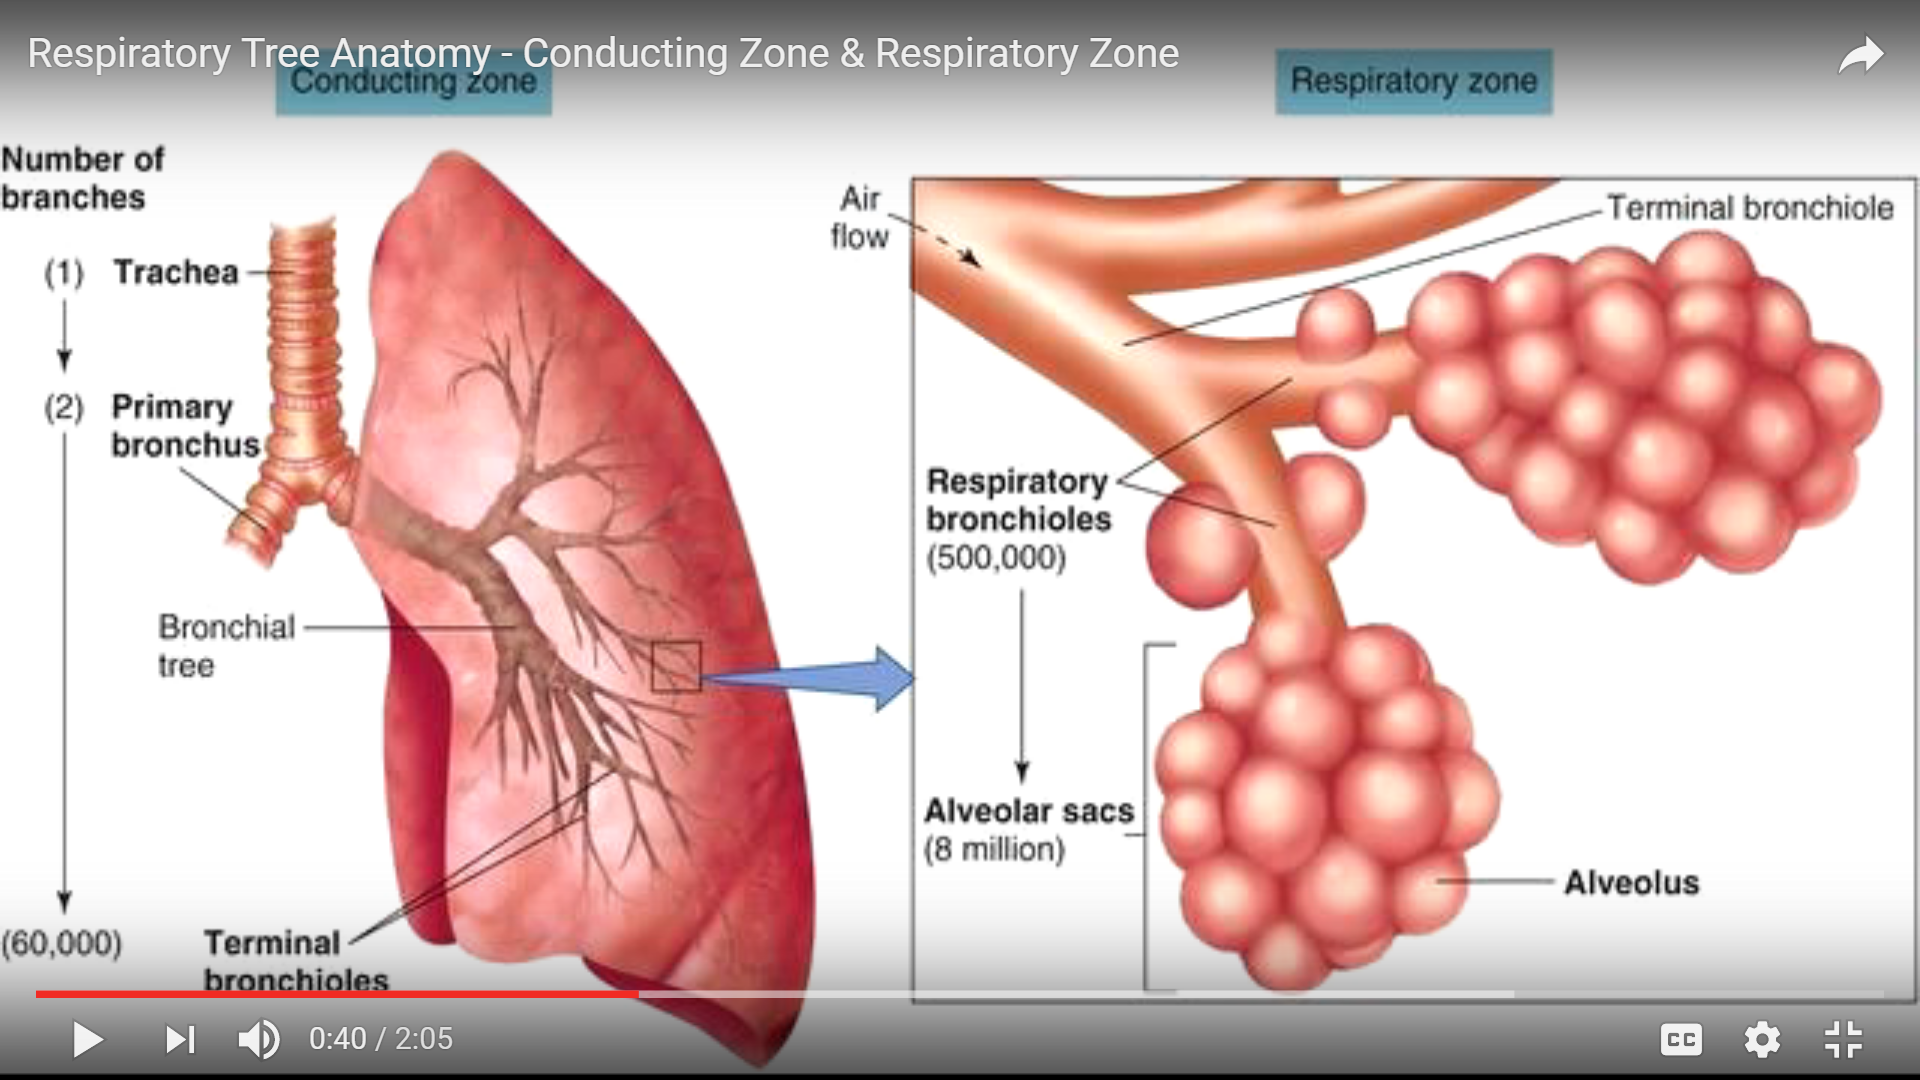 Respiratory Tree Anatomy - Conducting Zone & Respiratory Zone
Conducting zone
Respiratory zone
Number of
branches
(1) Trachea
(2) Primary
bronchus
Bronchial
tree
(60,000) Terminal
bronchioles
Air
flow
Terminal bronchiole
Respiratory
bronchioles
(500,000)
Alveolar sacs
(8 million)
Alveolus
0:40 / 2:05
CC